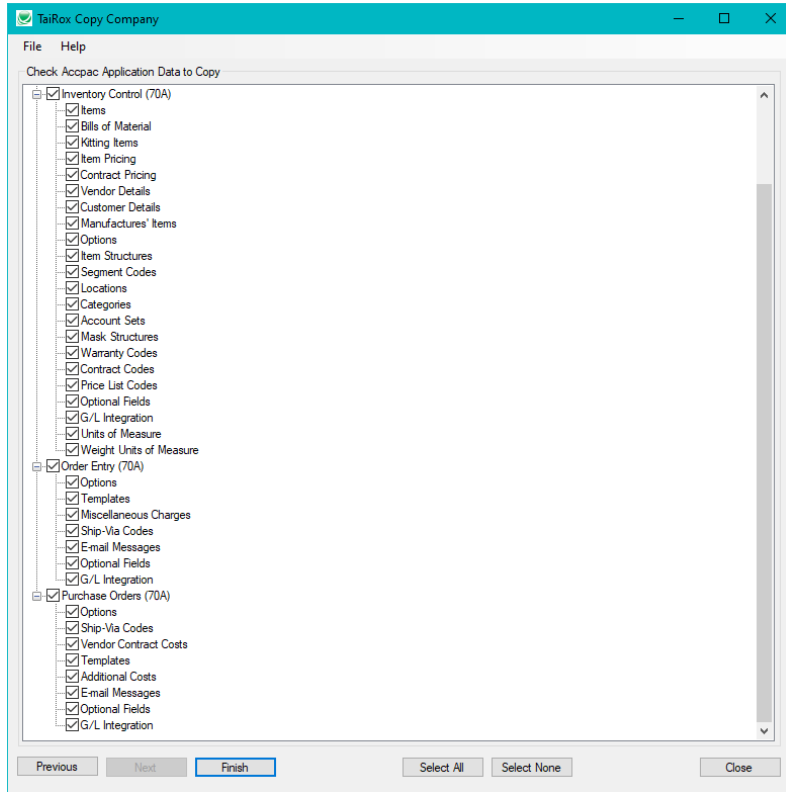 TaiRox Copy Company
File Help
Check Accpac Application Data to Copy
Inventory Control (70A)
Items
Bills of Material
Kitting Items
Item Pricing
Contract Pricing
Vendor Details
Customer Details
Manufactures' Items
Options
Item Structures
Segment Codes
Locations
Categories
Account Sets
Mask Structures
Warranty Codes
Contract Codes
Price List Codes
Optional Fields
G/L Integration
Units of Measure
Weight Units of Measure
Order Entry (70A)
Options
Templates
Miscellaneous Charges
Ship-Via Codes
E-mail Messages
Optional Fields
G/L Integration
Purchase Orders (70A)
Options
Ship-Via Codes
Vendor Contract Costs
Templates
Additional Costs
E-mail Messages
Optional Fields
G/L Integration
Previous Next Finish Select All Select None Close